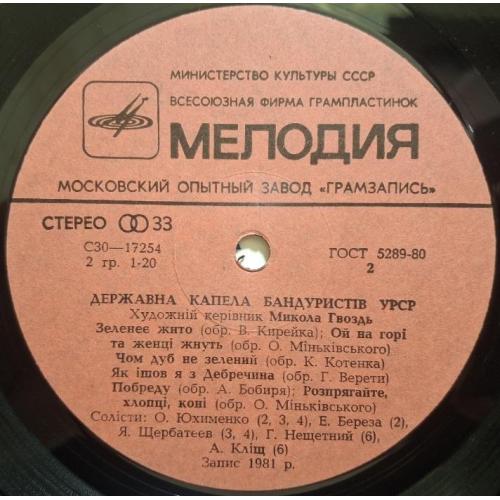 МИНИСТЕРСТВО КУЛЬТУРЫ СССР
ВСЕСОЮЗНАЯ ФИРМА ГРАМПЛАСТИНОК
МЕЛОДИЯ
МОСКОВСКИЙ ОПЫТНЫЙ ЗАВОД «ГРАМЗАПИСЬ»
СТЕРЕО 33
С30—17254
2 гр. 1-20
ГОСТ 5289-80
2
ДЕРЖАВНА КАПЕЛА БАНДУРИСТІВ УРСР
Художній керівник Микола Гвоздь
Зеленеє жито (обр. В. Кирейка); Ой на горі
та женці жнуть (обр. О. Міньківського)
Чом дуб не зелений (обр. К. Котенка)
Як ішов я з Дебречина (обр. Г. Верети)
Побреду (обр. А. Бобиря); Розпрягайте,
хлопці, коні (обр. О. Міньківського)
Солісти: О. Юхименко (2, 3, 4), Е. Береза (2),
Я. Щербатєев (3, 4), Г. Нещетний (6),
А. Кліщ (6)
Запис 1981 р.